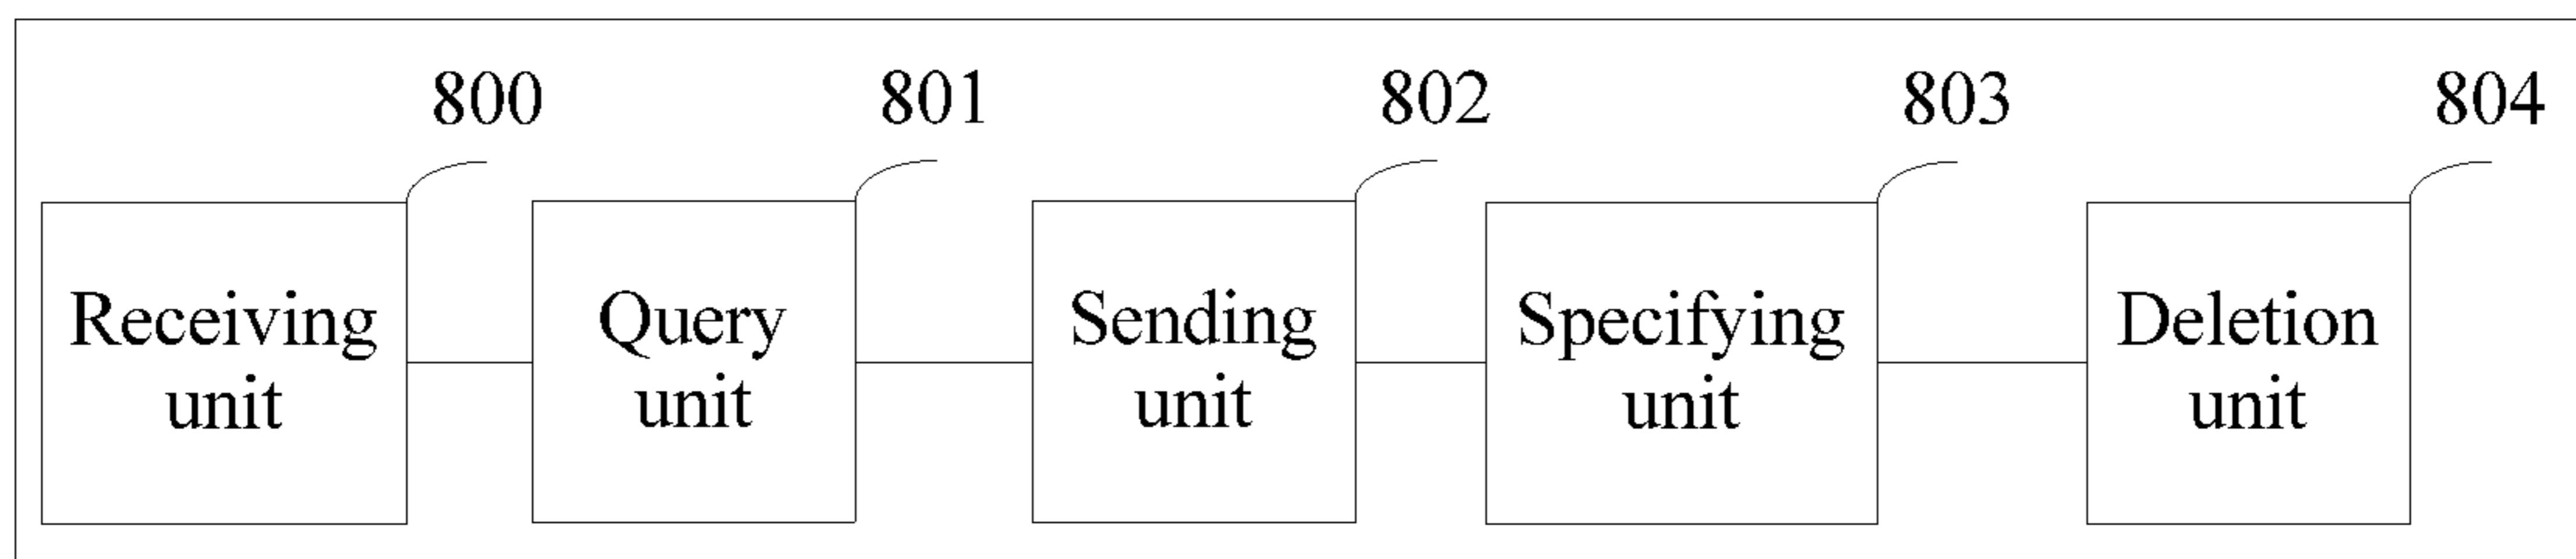 800 801 802 803 804
Receiving unit
Query unit
Sending unit
Specifying unit
Deletion unit